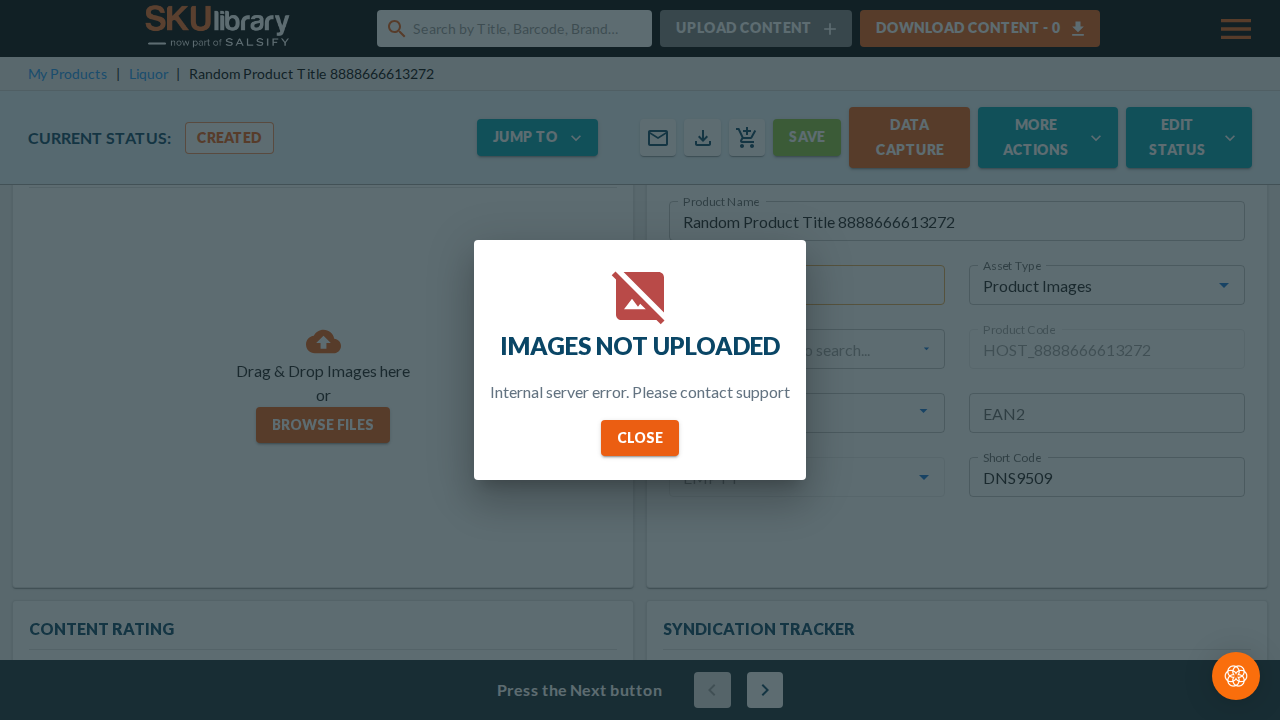 SKUlibrary
now part of SALSIFY
Search by Title, Barcode, Brand...
UPLOAD CONTENT
DOWNLOAD CONTENT - 0
My Products | Liquor | Random Product Title 8888666613272
CURRENT STATUS:
CREATED
JUMP TO
SAVE
DATA
CAPTURE
MORE
ACTIONS
EDIT
STATUS
Product Name
Random Product Title 8888666613272
Asset Type
Product Images
Drag & Drop Images here
or
BROWSE FILES
IMAGES NOT UPLOADED
Internal server error. Please contact support
CLOSE
to search...
Product Code
HOST_8888666613272
EAN2
Short Code
DNS9509
CONTENT RATING
SYNDICATION TRACKER
Press the Next button